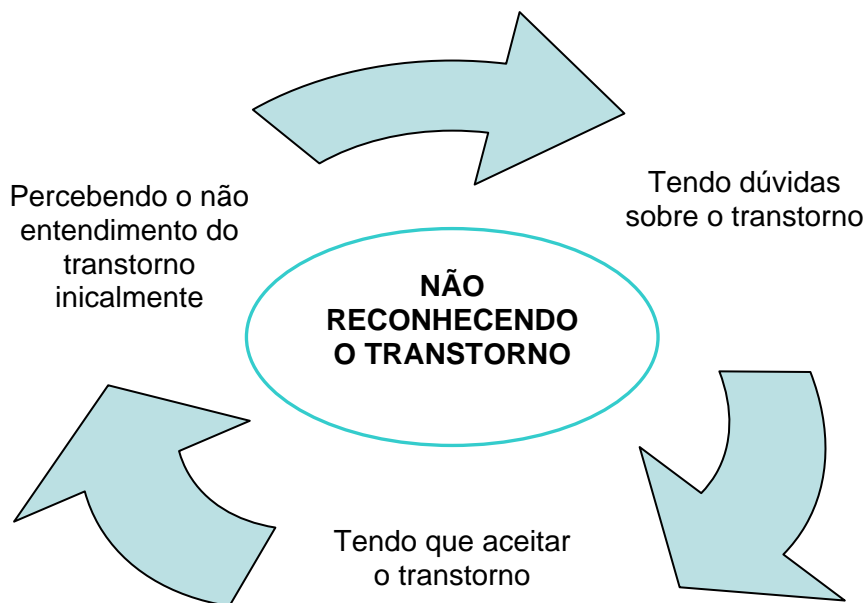 Percebendo o não
entendimento do
transtorno
inicalmente
Tendo dúvidas
sobre o transtorno
NÃO
RECONHECENDO
O TRANSTORNO
Tendo que aceitar
o transtorno